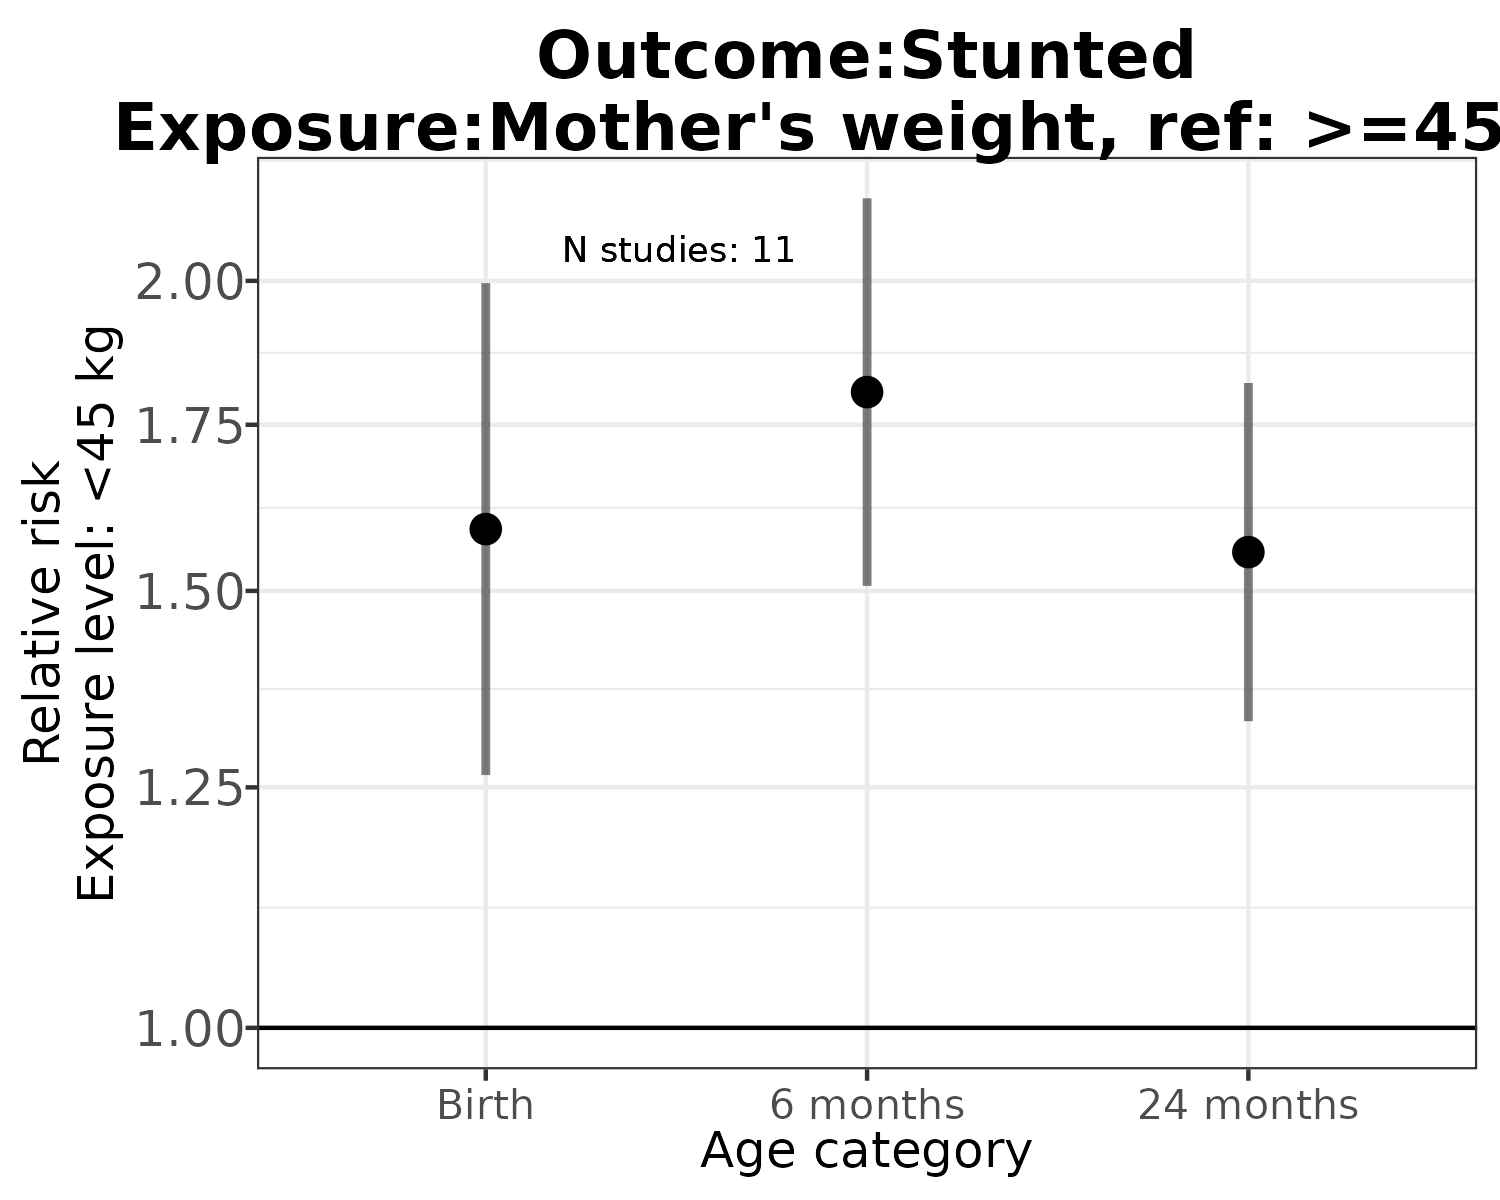 Outcome:Stunted
Exposure:Mother's weight, ref: >=45
N studies: 11
2.00
1.75
1.50
1.25
1.00
Relative risk
Exposure level: <45 kg
Birth
6 months
24 months
Age category